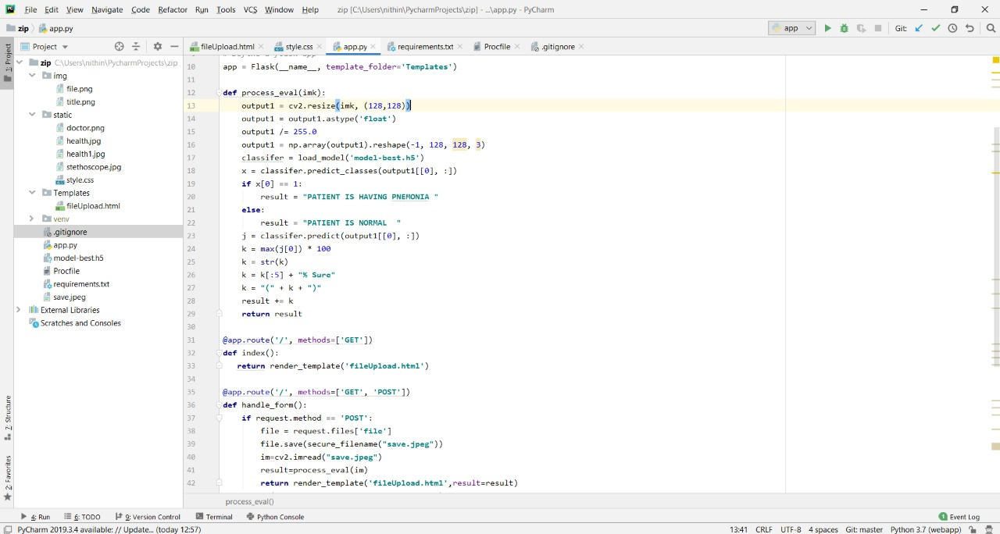 File Edit View Navigate Code Refactor Run Tools VCS Window Help zip [C:\Users\nithin\PycharmProjects\zip] - ...\app.py - PyCharm
zip app.py app Git:
1: Project
Project
fileUpload.html style.css app.py requirements.txt Procfile .gitignore
zip C:\Users\nithin\PycharmProjects\zip
img
file.png
title.png
static
doctor.png
health.jpg
health1.jpg
stethoscope.jpg
style.css
Templates
fileUpload.html
venv
.gitignore
app.py
model-best.h5
Procfile
requirements.txt
save.jpeg
External Libraries
Scratches and Consoles
7: Structure
2: Favorites
10 app = Flask(__name__, template_folder='Templates')
11
12 def process_eval(imk):
13     output1 = cv2.resize(imk, (128,128))
14     output1 = output1.astype('float')
15     output1 /= 255.0
16     output1 = np.array(output1).reshape(-1, 128, 128, 3)
17     classifer = load_model('model-best.h5')
18     x = classifer.predict_classes(output1[[0], :])
19     if x[0] == 1:
20         result = "PATIENT IS HAVING PNEMONIA "
21     else:
22         result = "PATIENT IS NORMAL  "
23     j = classifer.predict(output1[[0], :])
24     k = max(j[0]) * 100
25     k = str(k)
26     k = k[:5] + "% Sure"
27     k = "(" + k + ")"
28     result += k
29     return result
30
31 @app.route('/', methods=['GET'])
32 def index():
33    return render_template('fileUpload.html')
34
35 @app.route('/', methods=['GET', 'POST'])
36 def handle_form():
37     if request.method == 'POST':
38         file = request.files['file']
39         file.save(secure_filename("save.jpeg"))
40         im=cv2.imread("save.jpeg")
41         result=process_eval(im)
42         return render_template('fileUpload.html',result=result)
process_eval()
4: Run 6: TODO 9: Version Control Terminal Python Console 1 Event Log
PyCharm 2019.3.4 available: // Update... (today 12:57) 13:41 CRLF UTF-8 4 spaces Git: master Python 3.7 (webapp)